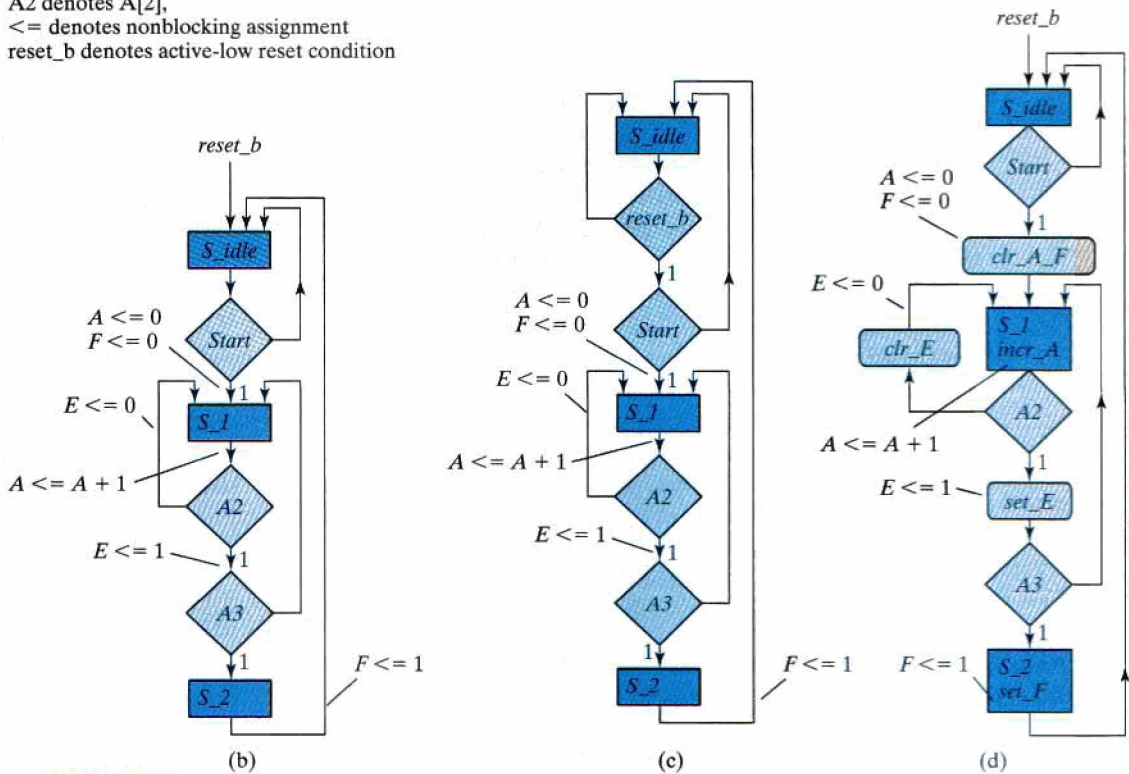 A2 denotes A[2],
<= denotes nonblocking assignment
reset_b denotes active-low reset condition
reset_b
S_idle
Start
A <= 0
F <= 0
1
E <= 0
S_1
A <= A + 1
A2
E <= 1
1
A3
1
S_2
F <= 1
(b)
S_idle
reset_b
1
A <= 0
F <= 0
Start
1
E <= 0
S_1
A <= A + 1
A2
E <= 1
1
A3
1
S_2
F <= 1
(c)
reset_b
S_idle
Start
A <= 0
F <= 0
1
clr_A_F
E <= 0
S_1
incr_A
clr_E
A2
A <= A + 1
1
E <= 1
set_E
A3
1
F <= 1
S_2
set_F
(d)